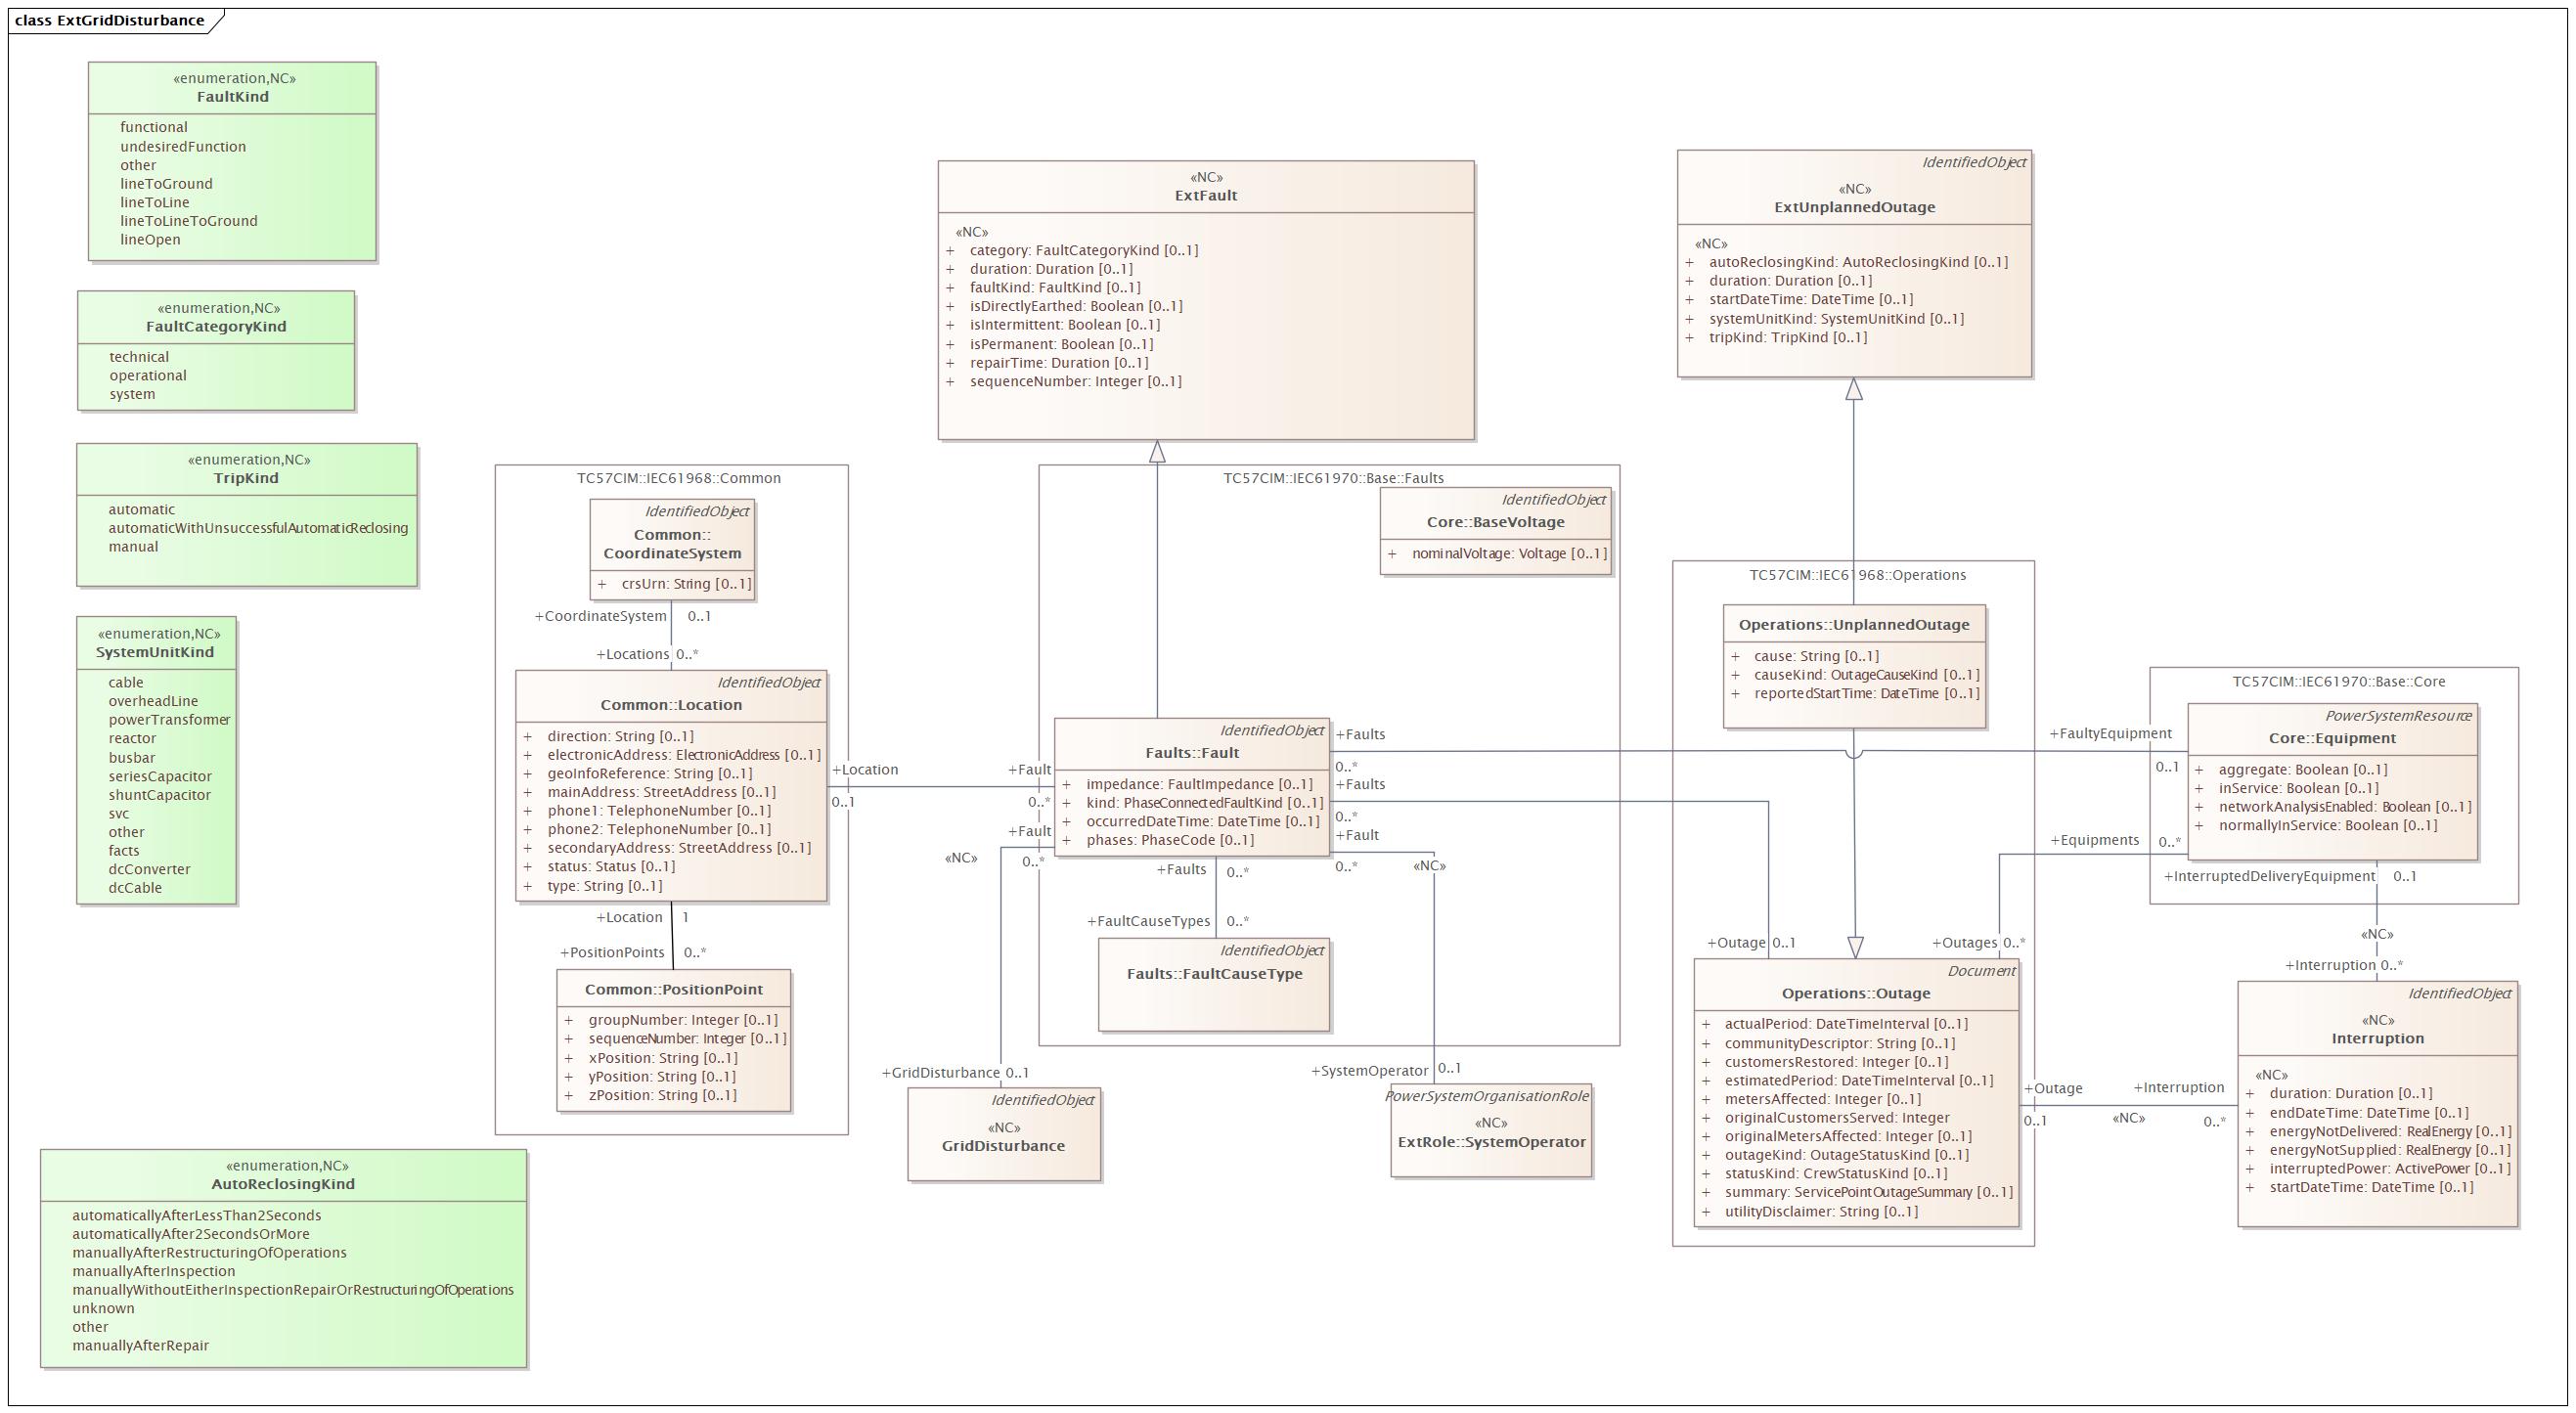 class ExtGridDisturbance
«enumeration,NC»
FaultKind
functional
undesiredFunction
other
lineToGround
lineToLine
lineToLineToGround
lineOpen
«enumeration,NC»
FaultCategoryKind
technical
operational
system
«enumeration,NC»
TripKind
automatic
automaticWithUnsuccessfulAutomaticReclosing
manual
«enumeration,NC»
SystemUnitKind
cable
overheadLine
powerTransformer
reactor
busbar
seriesCapacitor
shuntCapacitor
svc
other
facts
dcConverter
dcCable
«enumeration,NC»
AutoReclosingKind
automaticallyAfterLessThan2Seconds
automaticallyAfter2SecondsOrMore
manuallyAfterRestructuringOfOperations
manuallyAfterInspection
manuallyWithoutEitherInspectionRepairOrRestructuringOfOperations
unknown
other
manuallyAfterRepair
TC57CIM::IEC61968::Common
IdentifiedObject
Common::
CoordinateSystem
+ crsUrn: String [0..1]
+CoordinateSystem 0..1
+Locations 0..*
IdentifiedObject
Common::Location
+ direction: String [0..1]
+ electronicAddress: ElectronicAddress [0..1]
+ geoInfoReference: String [0..1]
+ mainAddress: StreetAddress [0..1]
+ phone1: TelephoneNumber [0..1]
+ phone2: TelephoneNumber [0..1]
+ secondaryAddress: StreetAddress [0..1]
+ status: Status [0..1]
+ type: String [0..1]
+Location 1
+PositionPoints 0..*
Common::PositionPoint
+ groupNumber: Integer [0..1]
+ sequenceNumber: Integer [0..1]
+ xPosition: String [0..1]
+ yPosition: String [0..1]
+ zPosition: String [0..1]
+Location
0..1
+Fault
0..*
+Fault
0..*
«NC»
+GridDisturbance 0..1
IdentifiedObject
«NC»
GridDisturbance
«NC»
ExtFault
«NC»
+ category: FaultCategoryKind [0..1]
+ duration: Duration [0..1]
+ faultKind: FaultKind [0..1]
+ isDirectlyEarthed: Boolean [0..1]
+ isIntermittent: Boolean [0..1]
+ isPermanent: Boolean [0..1]
+ repairTime: Duration [0..1]
+ sequenceNumber: Integer [0..1]
TC57CIM::IEC61970::Base::Faults
IdentifiedObject
Core::BaseVoltage
+ nominalVoltage: Voltage [0..1]
IdentifiedObject
Faults::Fault
+ impedance: FaultImpedance [0..1]
+ kind: PhaseConnectedFaultKind [0..1]
+ occurredDateTime: DateTime [0..1]
+ phases: PhaseCode [0..1]
+Faults
0..*
+Faults
0..*
+Fault
0..*
«NC»
+Faults 0..*
+FaultCauseTypes 0..*
IdentifiedObject
Faults::FaultCauseType
+SystemOperator 0..1
PowerSystemOrganisationRole
«NC»
ExtRole::SystemOperator
IdentifiedObject
«NC»
ExtUnplannedOutage
«NC»
+ autoReclosingKind: AutoReclosingKind [0..1]
+ duration: Duration [0..1]
+ startDateTime: DateTime [0..1]
+ systemUnitKind: SystemUnitKind [0..1]
+ tripKind: TripKind [0..1]
TC57CIM::IEC61968::Operations
Operations::UnplannedOutage
+ cause: String [0..1]
+ causeKind: OutageCauseKind [0..1]
+ reportedStartTime: DateTime [0..1]
+Outage 0..1
+Outages 0..*
Document
Operations::Outage
+ actualPeriod: DateTimeInterval [0..1]
+ communityDescriptor: String [0..1]
+ customersRestored: Integer [0..1]
+ estimatedPeriod: DateTimeInterval [0..1]
+ metersAffected: Integer [0..1]
+ originalCustomersServed: Integer
+ originalMetersAffected: Integer [0..1]
+ outageKind: OutageStatusKind [0..1]
+ statusKind: CrewStatusKind [0..1]
+ summary: ServicePointOutageSummary [0..1]
+ utilityDisclaimer: String [0..1]
TC57CIM::IEC61970::Base::Core
PowerSystemResource
Core::Equipment
+ aggregate: Boolean [0..1]
+ inService: Boolean [0..1]
+ networkAnalysisEnabled: Boolean [0..1]
+ normallyInService: Boolean [0..1]
+FaultyEquipment
0..1
+Equipments 0..*
+InterruptedDeliveryEquipment 0..1
«NC»
+Interruption 0..*
IdentifiedObject
«NC»
Interruption
«NC»
+ duration: Duration [0..1]
+ endDateTime: DateTime [0..1]
+ energyNotDelivered: RealEnergy [0..1]
+ energyNotSupplied: RealEnergy [0..1]
+ interruptedPower: ActivePower [0..1]
+ startDateTime: DateTime [0..1]
+Outage
0..1
«NC»
+Interruption
0..*